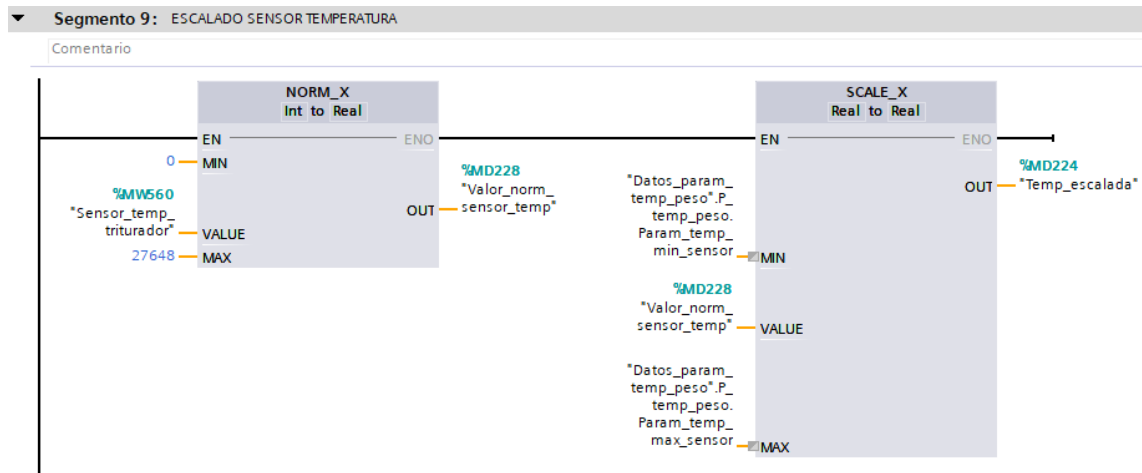 Segmento 9: ESCALADO SENSOR TEMPERATURA
Comentario
NORM_X
Int to Real
EN
ENO
0
MIN
%MW560
"Sensor_temp_
triturador"
VALUE
27648
MAX
%MD228
"Valor_norm_
sensor_temp"
OUT
SCALE_X
Real to Real
EN
ENO
"Datos_param_
temp_peso".P_
temp_peso.
Param_temp_
min_sensor
MIN
%MD228
"Valor_norm_
sensor_temp"
VALUE
"Datos_param_
temp_peso".P_
temp_peso.
Param_temp_
max_sensor
MAX
%MD224
OUT
"Temp_escalada"